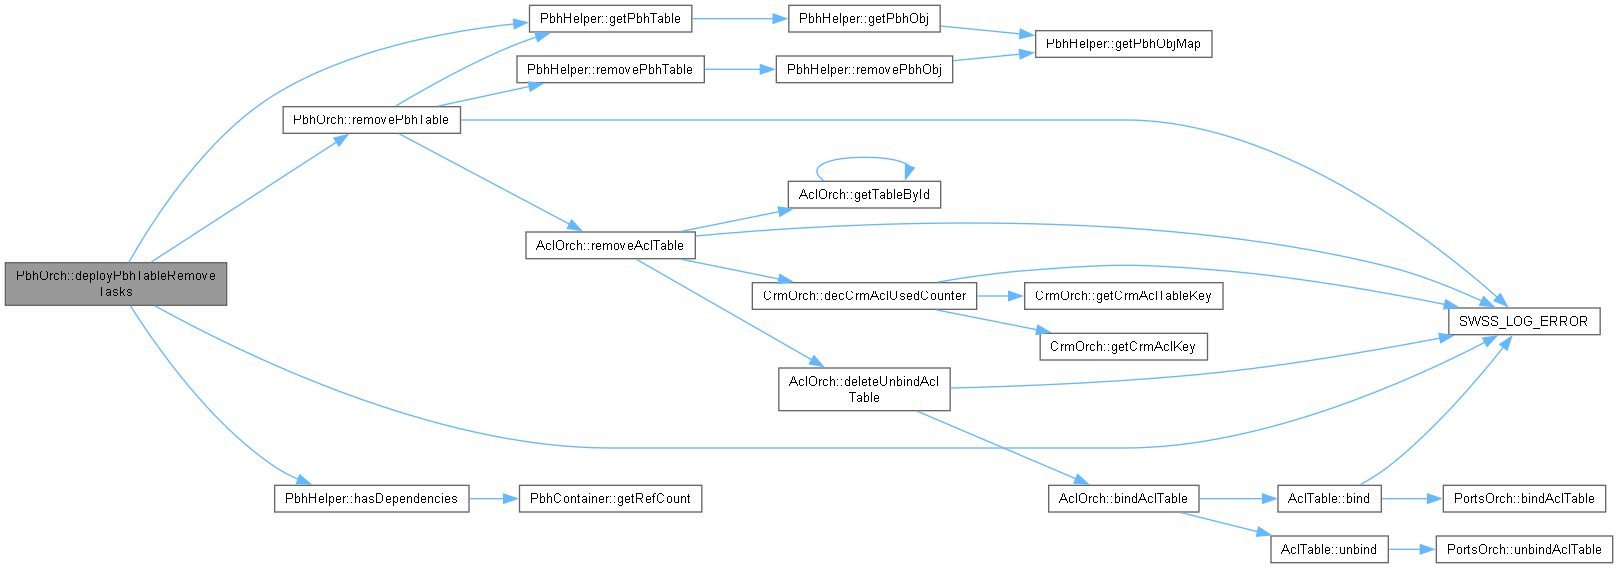 PbhHelper::getPbhTable
PbhHelper::getPbhObj
PbhHelper::getPbhObjMap
PbhHelper::removePbhTable
PbhHelper::removePbhObj
PbhOrch::removePbhTable
AclOrch::getTableById
AclOrch::removeAclTable
PbhOrch::deployPbhTableRemove
Tasks
CrmOrch::decCrmAclUsedCounter
CrmOrch::getCrmAclTableKey
SWSS_LOG_ERROR
CrmOrch::getCrmAclKey
AclOrch::deleteUnbindAcl
Table
PbhHelper::hasDependencies
PbhContainer::getRefCount
AclOrch::bindAclTable
AclTable::bind
PortsOrch::bindAclTable
AclTable::unbind
PortsOrch::unbindAclTable